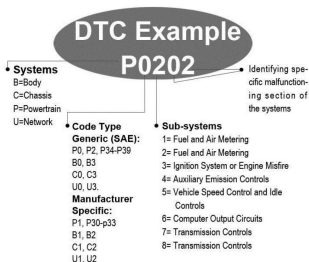 DTC Example
P0202
Systems
B=Body
C=Chassis
P=Powertrain
U=Network
Identifying spe-
cific malfunction-
ing section of
the systems
Code Type
Generic (SAE):
P0, P2, P34-P39
B0, B3
C0, C3
U0, U3.
Manufacturer
Specific:
P1, P30-p33
B1, B2
C1, C2
U1, U2
Sub-systems
1= Fuel and Air Metering
2= Fuel and Air Metering
3= Ignition System or Engine Misfire
4= Auxiliary Emission Controls
5= Vehicle Speed Control and Idle
Controls
6= Computer Output Circuits
7= Transmission Controls
8= Transmission Controls